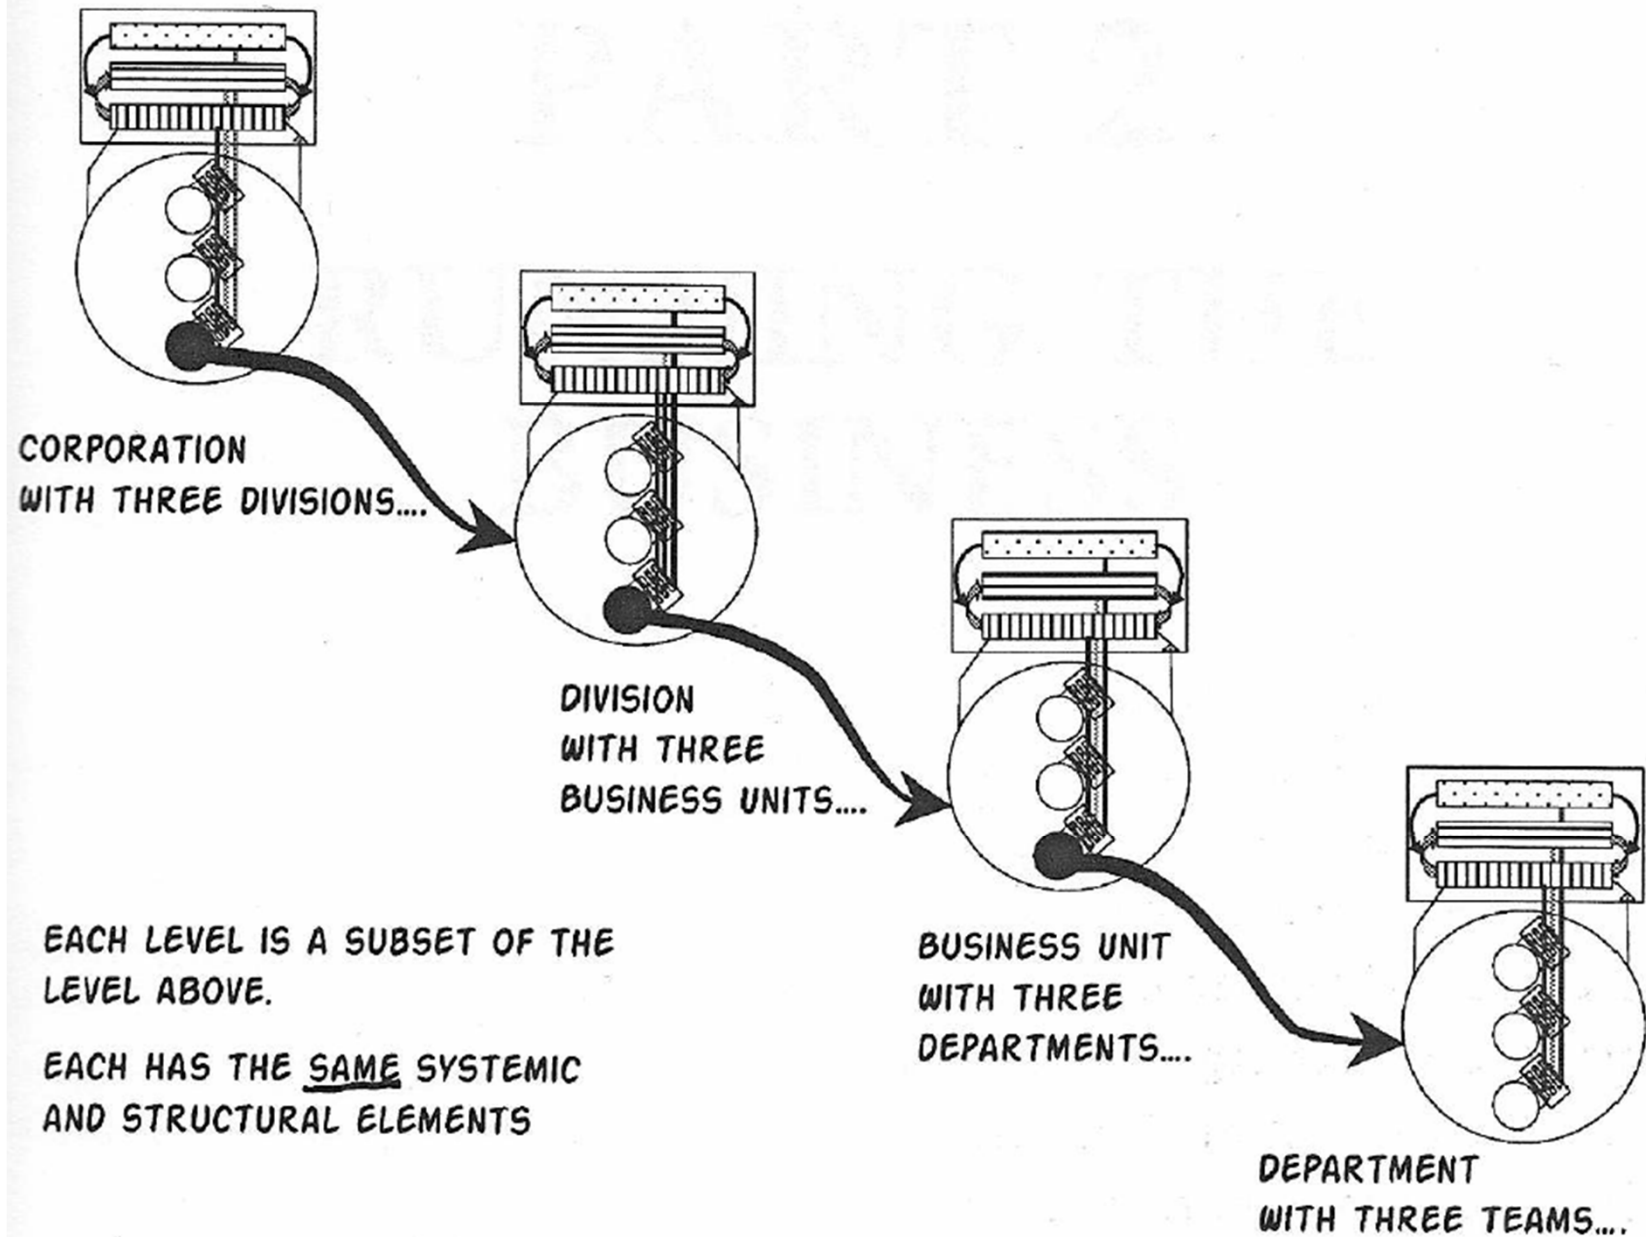 CORPORATION
WITH THREE DIVISIONS....
DIVISION
WITH THREE
BUSINESS UNITS....
BUSINESS UNIT
WITH THREE
DEPARTMENTS....
DEPARTMENT
WITH THREE TEAMS....
EACH LEVEL IS A SUBSET OF THE
LEVEL ABOVE.
EACH HAS THE SAME SYSTEMIC
AND STRUCTURAL ELEMENTS